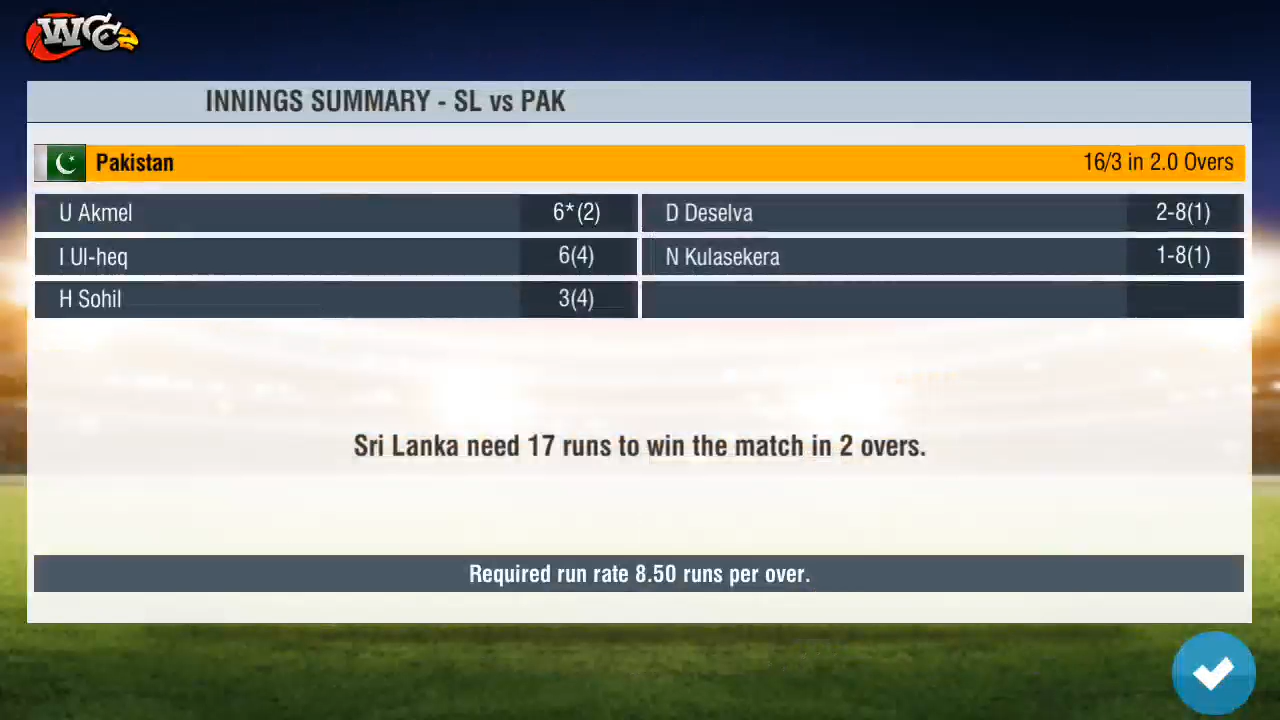 WCC
INNINGS SUMMARY - SL vs PAK
Pakistan 16/3 in 2.0 Overs
U Akmel 6*(2) D Deselva 2-8(1)
I Ul-heq 6(4) N Kulasekera 1-8(1)
H Sohil 3(4)
Sri Lanka need 17 runs to win the match in 2 overs.
Required run rate 8.50 runs per over.